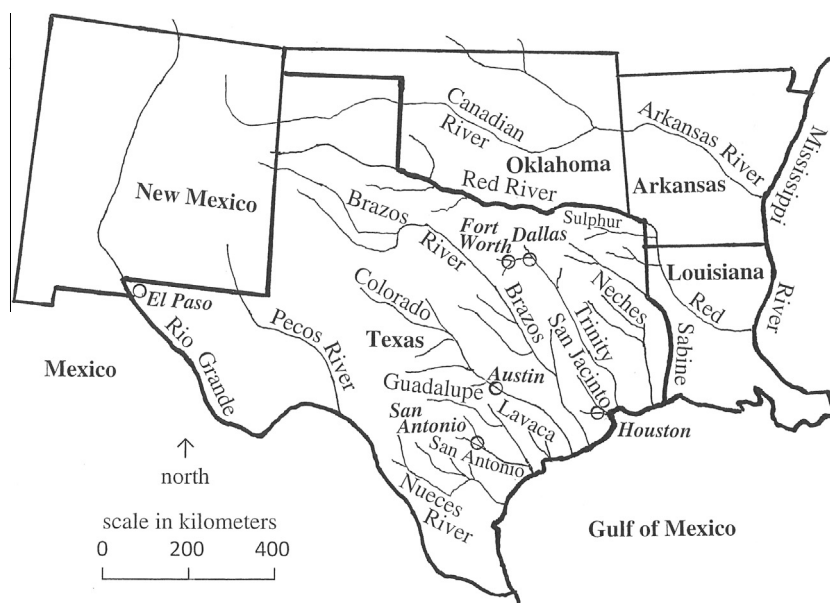 Canadian
River
Arkansas River
Mississippi
River
Oklahoma
Arkansas
New Mexico
Red River
Brazos
River
Sulphur
Fort
Worth
Dallas
Louisiana
Red
El Paso
Colorado
Brazos
Neches
Trinity
San Jacinto
Sabine
Rio Grande
Pecos River
Texas
Mexico
Austin
Guadalupe
San
Antonio
Lavaca
Houston
San Antonio
north
Nueces
River
scale in kilometers
0 200 400
Gulf of Mexico